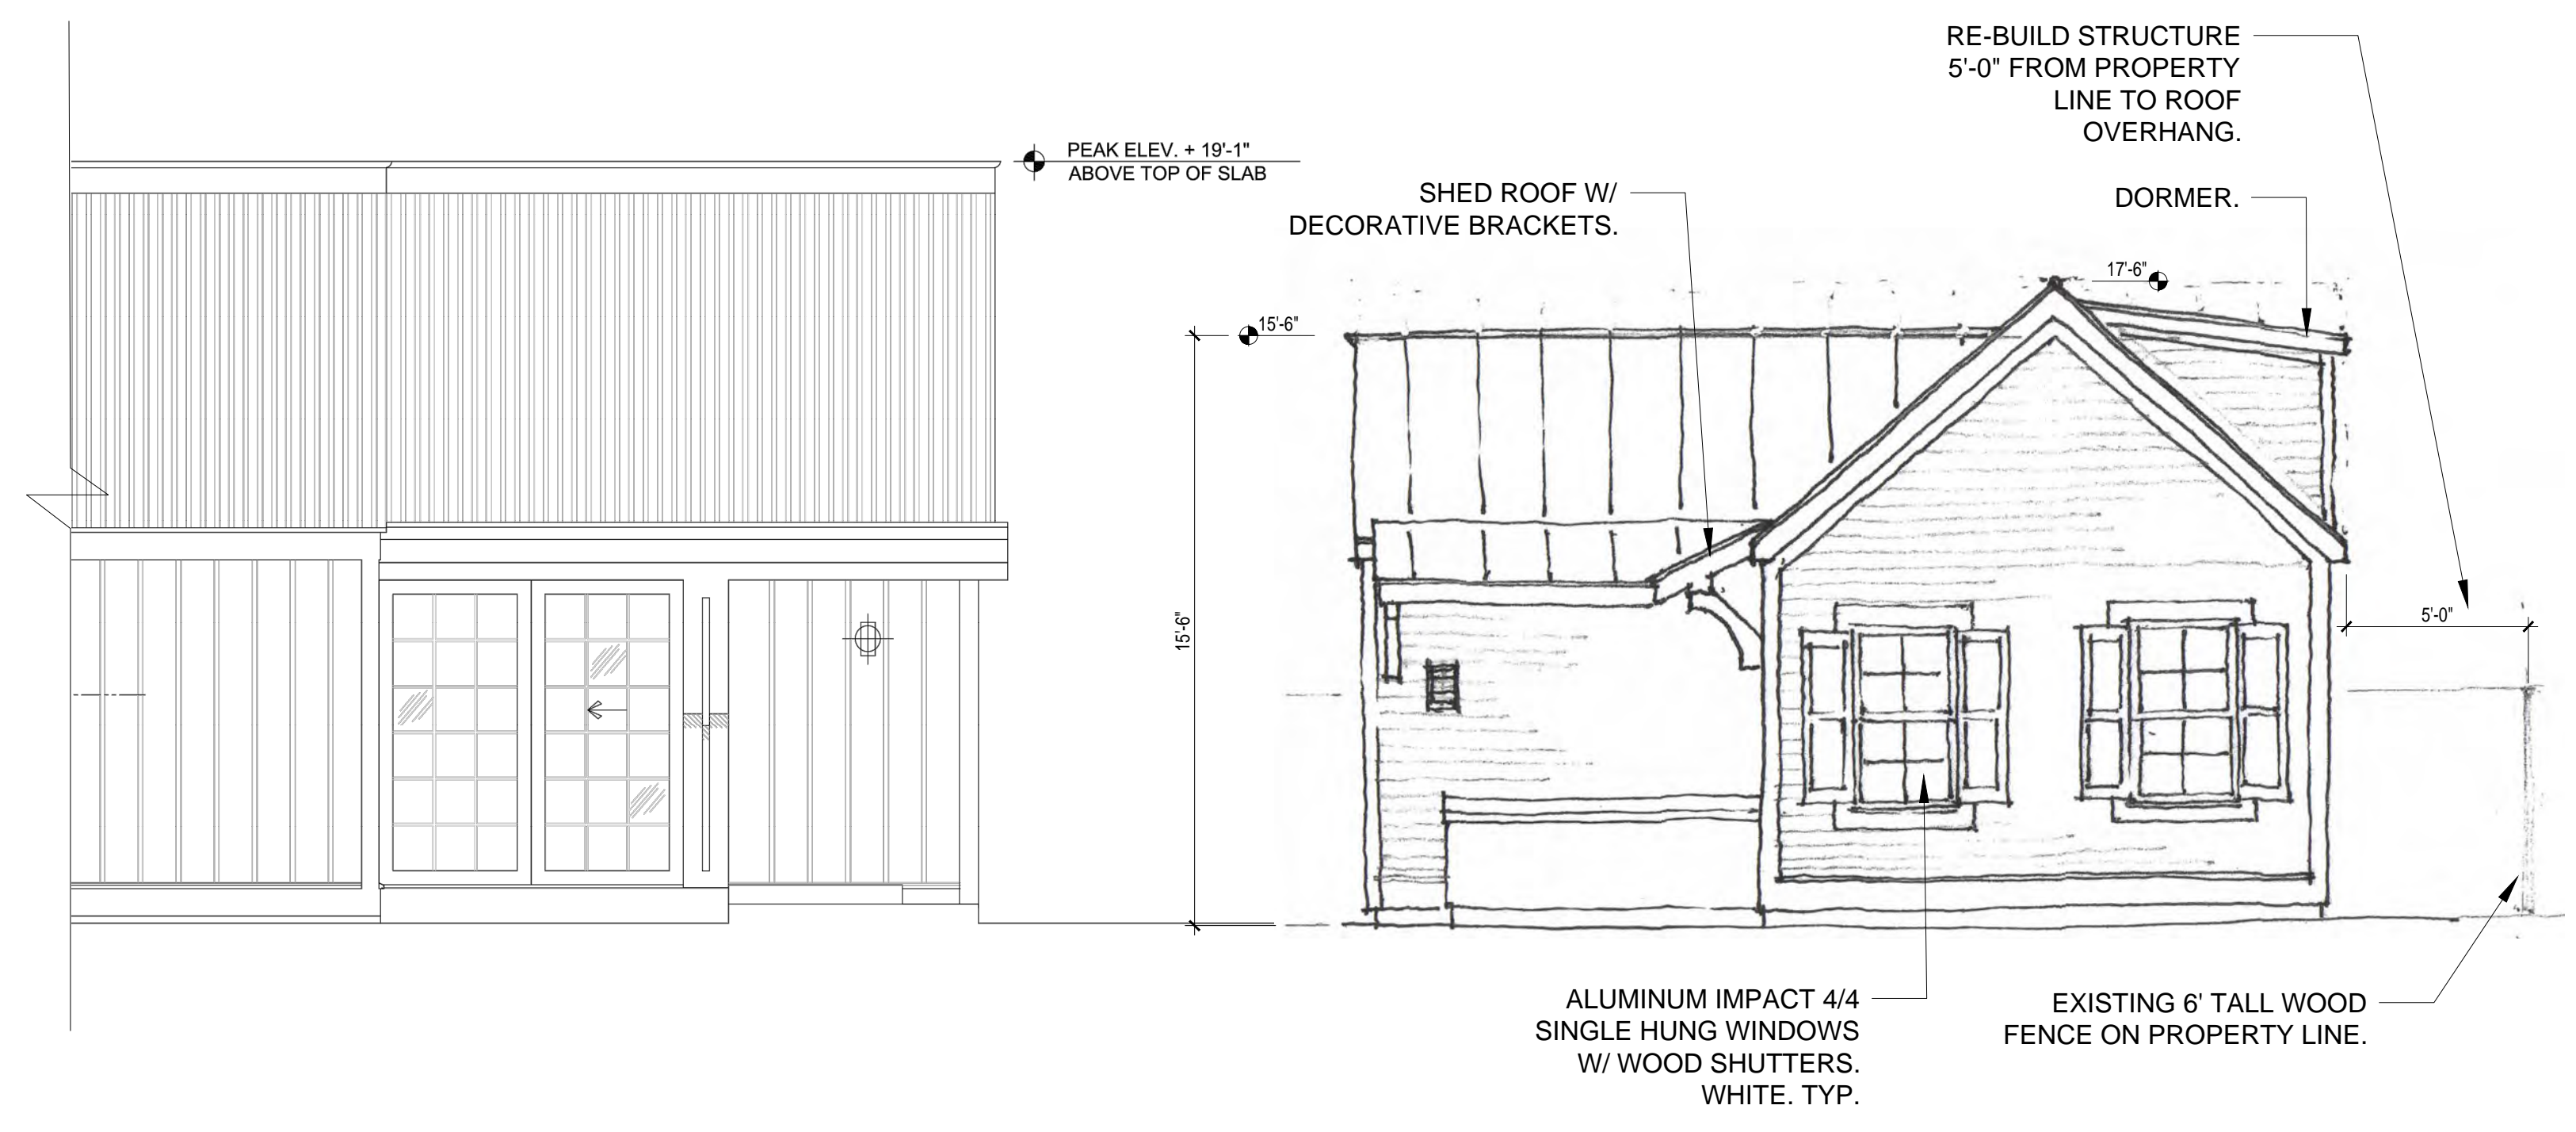 RE-BUILD STRUCTURE
5'-0" FROM PROPERTY
LINE TO ROOF
OVERHANG.
PEAK ELEV. + 19'-1"
ABOVE TOP OF SLAB
SHED ROOF W/
DECORATIVE BRACKETS.
DORMER.
17'-6"
15'-6"
15'-6"
5'-0"
ALUMINUM IMPACT 4/4
SINGLE HUNG WINDOWS
W/ WOOD SHUTTERS.
WHITE. TYP.
EXISTING 6' TALL WOOD
FENCE ON PROPERTY LINE.